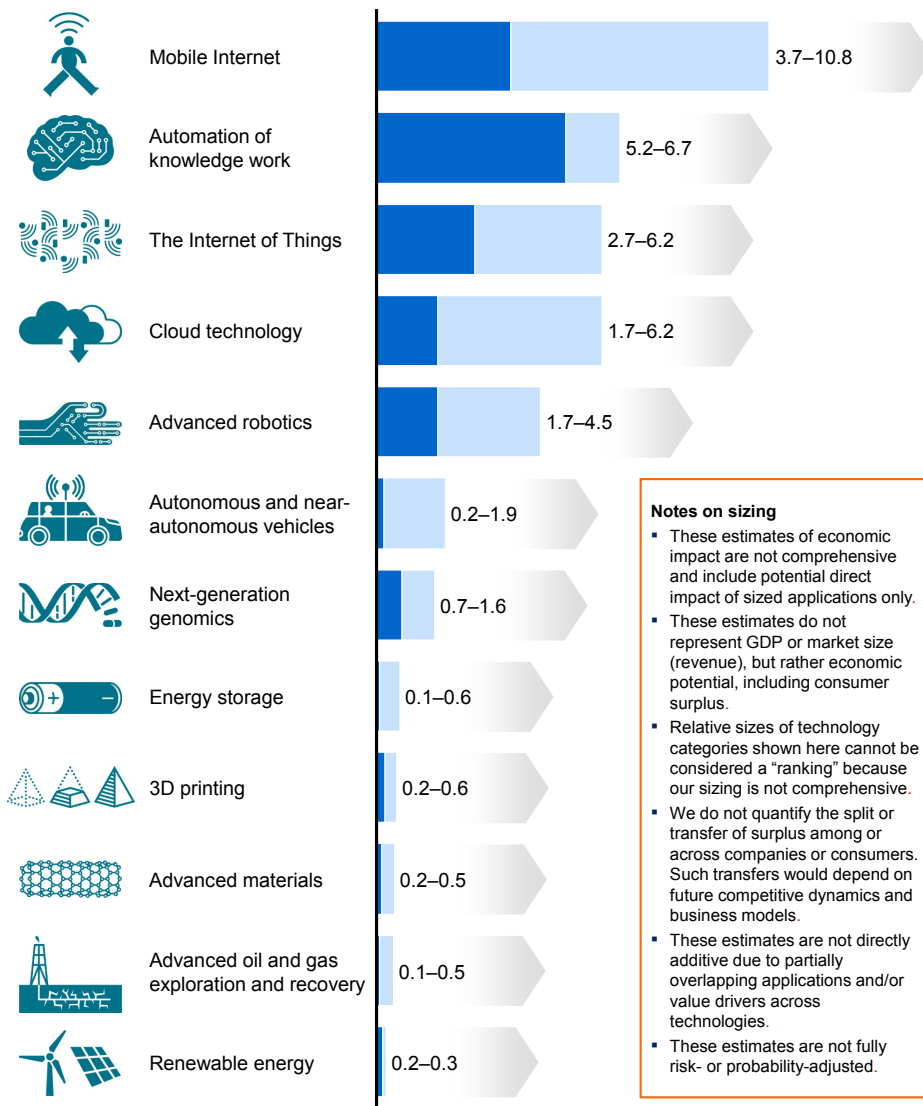 Mobile Internet
3.7–10.8
Automation of
knowledge work
5.2–6.7
The Internet of Things
2.7–6.2
Cloud technology
1.7–6.2
Advanced robotics
1.7–4.5
Autonomous and near-
autonomous vehicles
0.2–1.9
Next-generation
genomics
0.7–1.6
Energy storage
0.1–0.6
3D printing
0.2–0.6
Advanced materials
0.2–0.5
Advanced oil and gas
exploration and recovery
0.1–0.5
Renewable energy
0.2–0.3
Notes on sizing
▪ These estimates of economic
impact are not comprehensive
and include potential direct
impact of sized applications only.
▪ These estimates do not
represent GDP or market size
(revenue), but rather economic
potential, including consumer
surplus.
▪ Relative sizes of technology
categories shown here cannot be
considered a “ranking” because
our sizing is not comprehensive.
▪ We do not quantify the split or
transfer of surplus among or
across companies or consumers.
Such transfers would depend on
future competitive dynamics and
business models.
▪ These estimates are not directly
additive due to partially
overlapping applications and/or
value drivers across
technologies.
▪ These estimates are not fully
risk- or probability-adjusted.